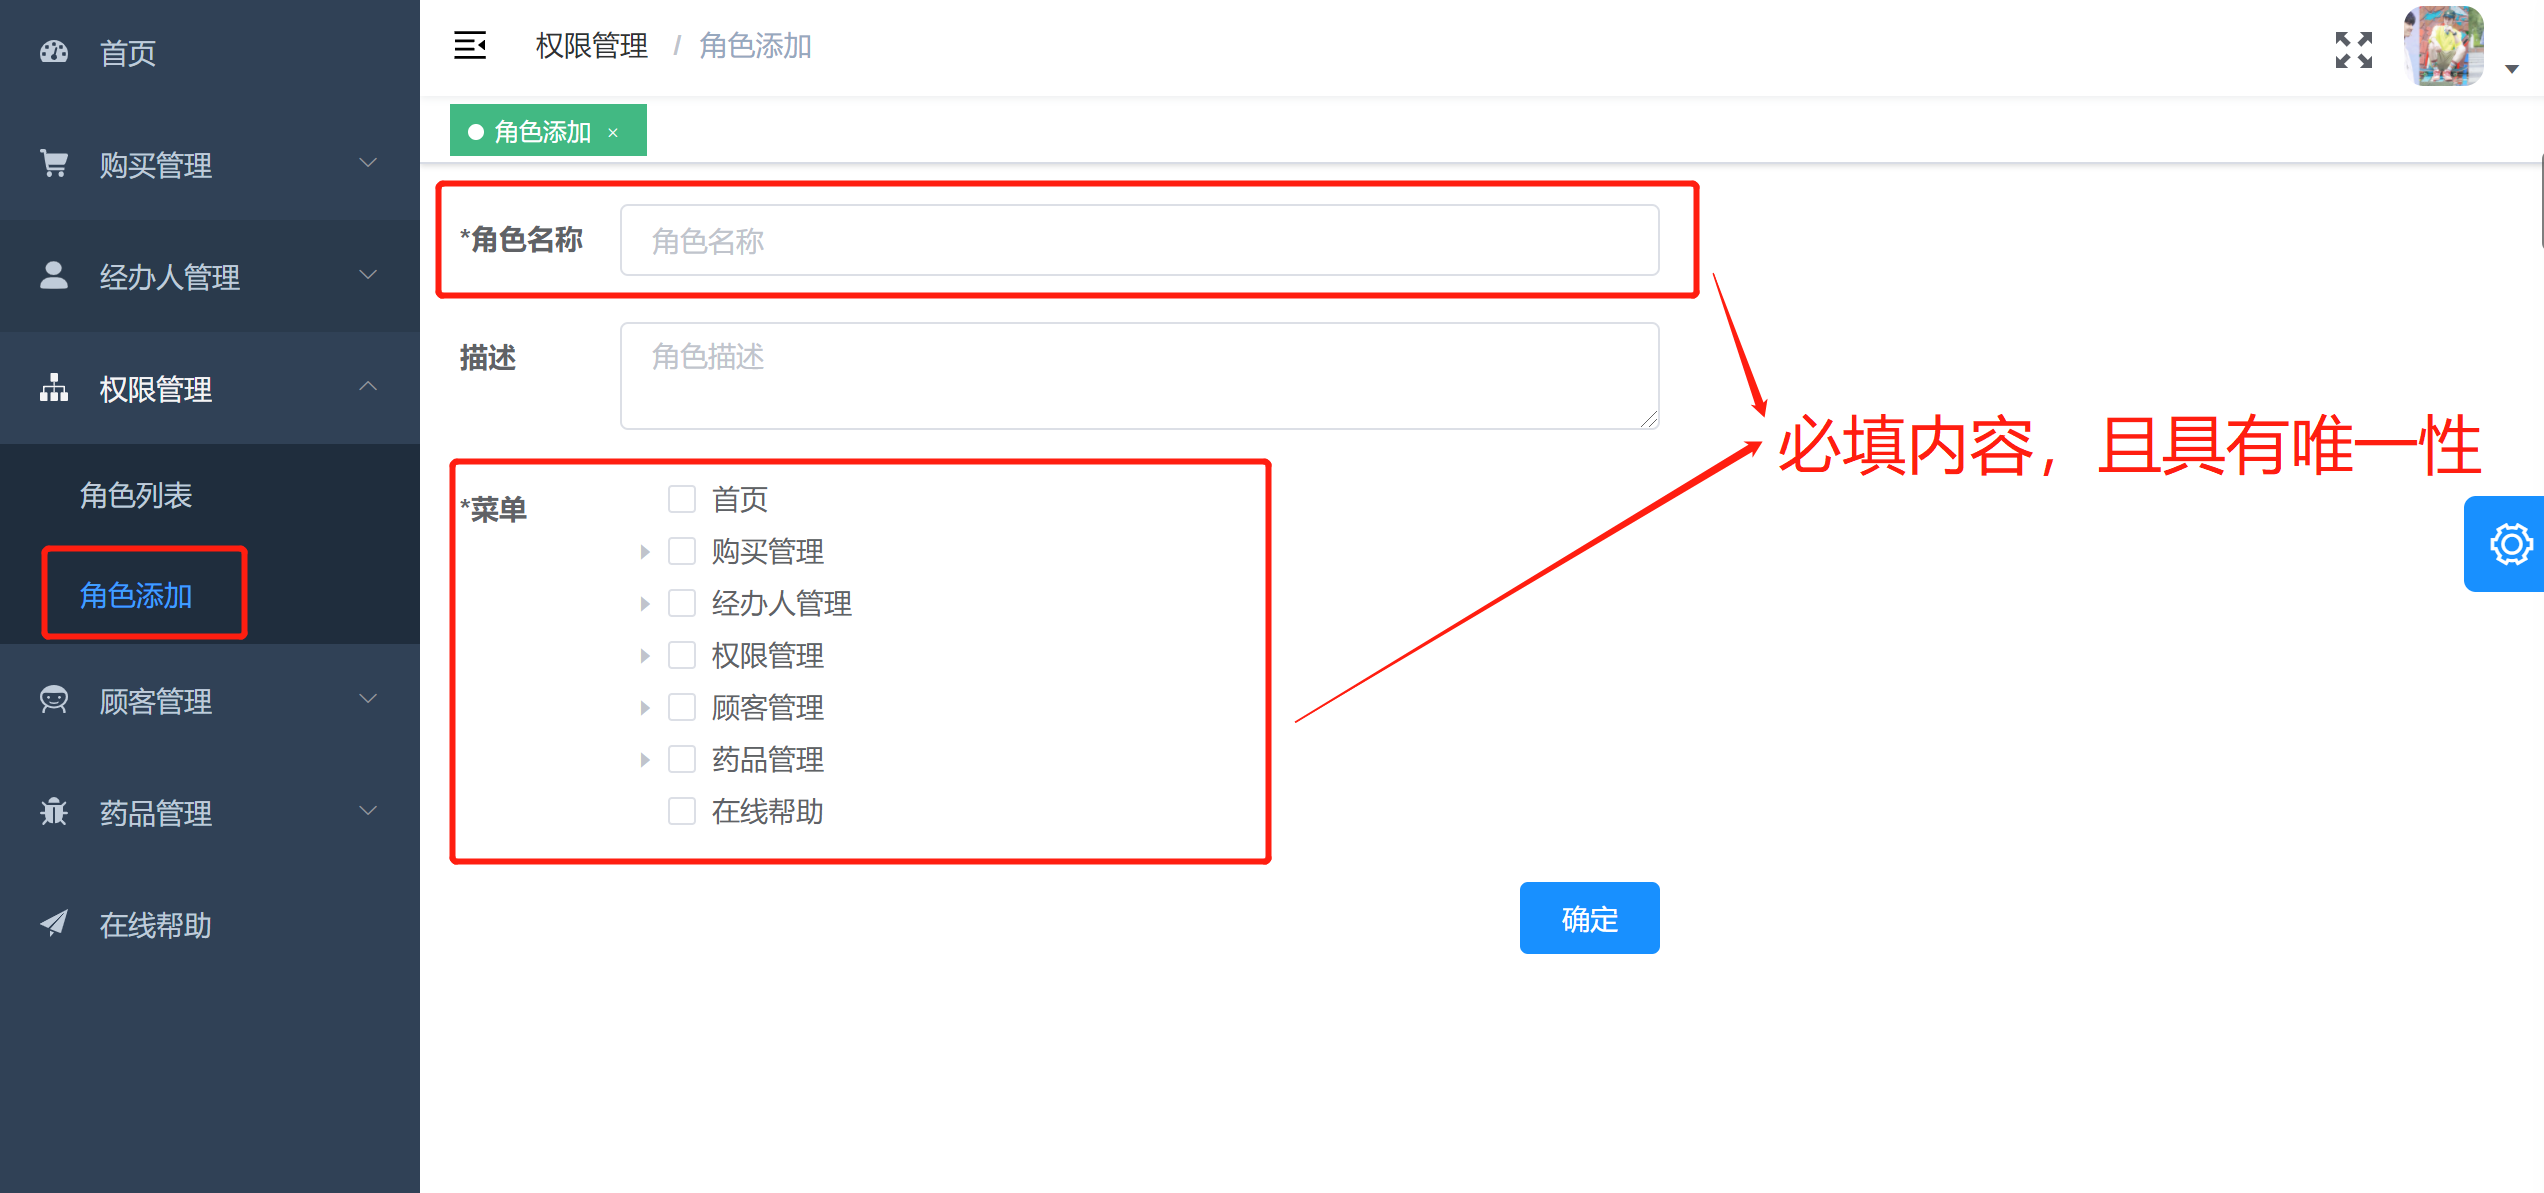 首页
购买管理
经办人管理
权限管理
角色列表
角色添加
顾客管理
药品管理
在线帮助
权限管理 / 角色添加
角色添加 ×
*角色名称 角色名称
描述 角色描述
必填内容，且具有唯一性
*菜单
首页
购买管理
经办人管理
权限管理
顾客管理
药品管理
在线帮助
确定